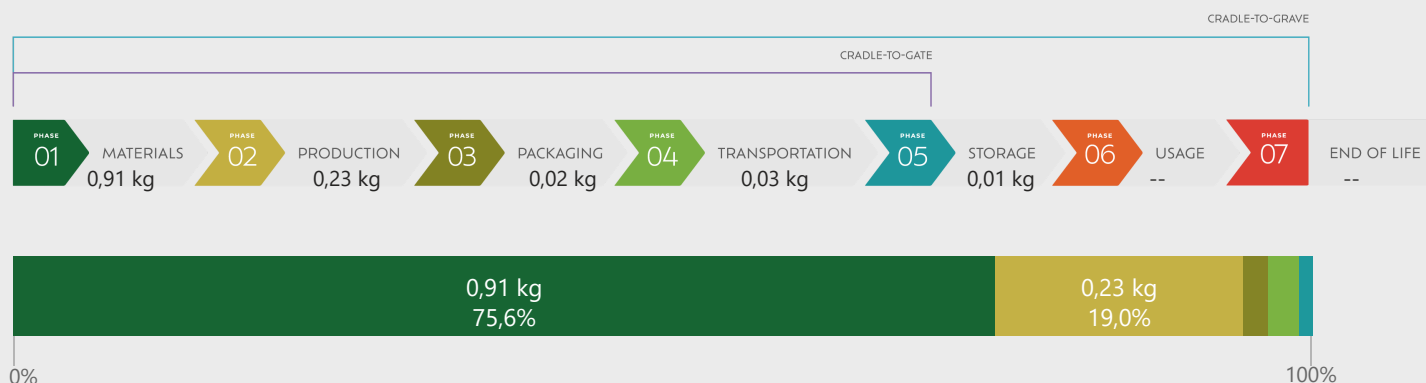 CRADLE-TO-GRAVE
CRADLE-TO-GATE
PHASE
01
MATERIALS
0,91 kg
PHASE
02
PRODUCTION
0,23 kg
PHASE
03
PACKAGING
0,02 kg
PHASE
04
TRANSPORTATION
0,03 kg
PHASE
05
STORAGE
0,01 kg
PHASE
06
USAGE
--
PHASE
07
END OF LIFE
--
0,91 kg
75,6%
0,23 kg
19,0%
0%
100%